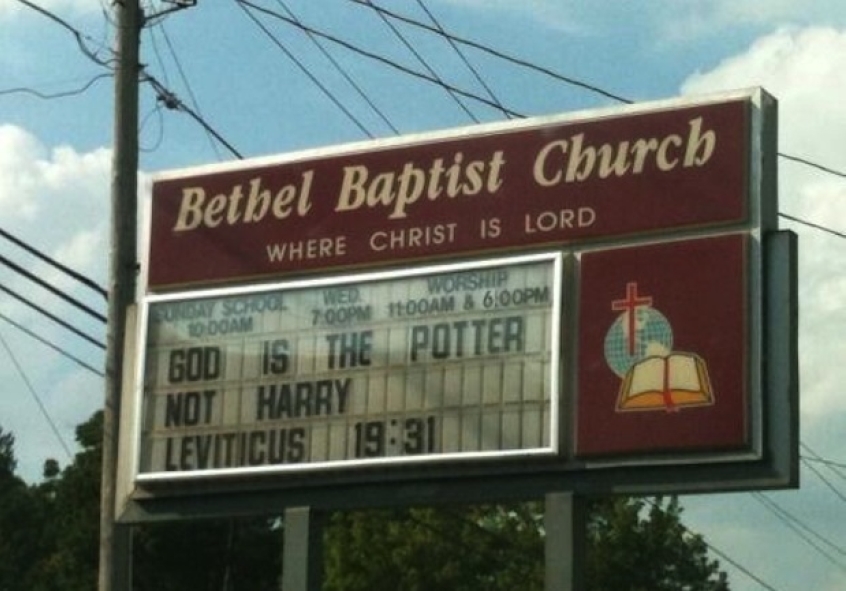 Bethel Baptist Church
WHERE CHRIST IS LORD
SUNDAY SCHOOL WED. WORSHIP
10:00AM 7:00PM 11:00AM & 6:00PM
GOD IS THE POTTER
NOT HARRY
LEVITICUS 19:31